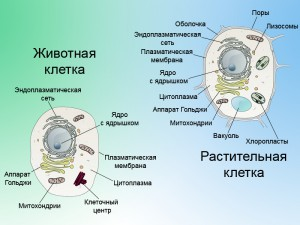 Животная
клетка
Эндоплазматическая
сеть
Ядро
с ядрышком
Плазматическая
мембрана
Цитоплазма
Аппарат
Гольджи
Митохондрии
Клеточный
центр
Поры
Лизосомы
Оболочка
Эндоплазматическая
сеть
Плазматическая
мембрана
Ядро
с ядрышком
Цитоплазма
Аппарат Гольджи
Митохондрии
Вакуоль
Хлоропласты
Растительная
клетка